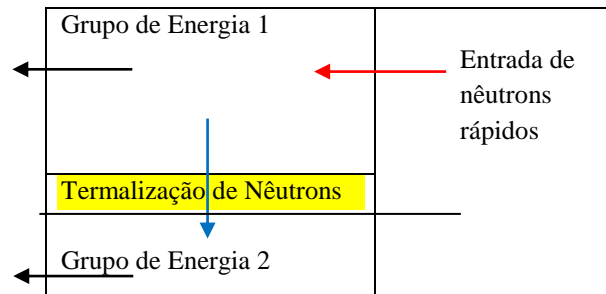 Grupo de Energia 1
Entrada de
nêutrons
rápidos
Termalização de Nêutrons
Grupo de Energia 2